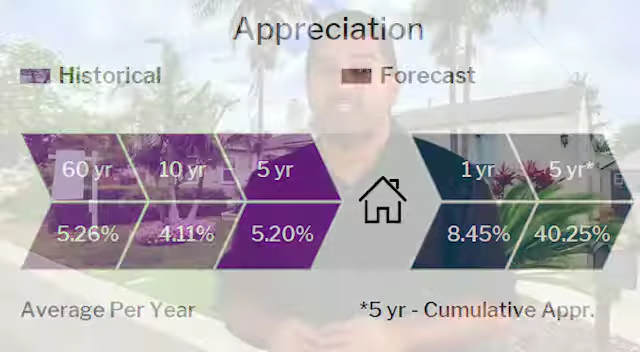 Appreciation
Historical Forecast
60 yr 10 yr 5 yr 1 yr 5 yr*
5.26% 4.11% 5.20% 8.45% 40.25%
Average Per Year *5 yr - Cumulative Appr.